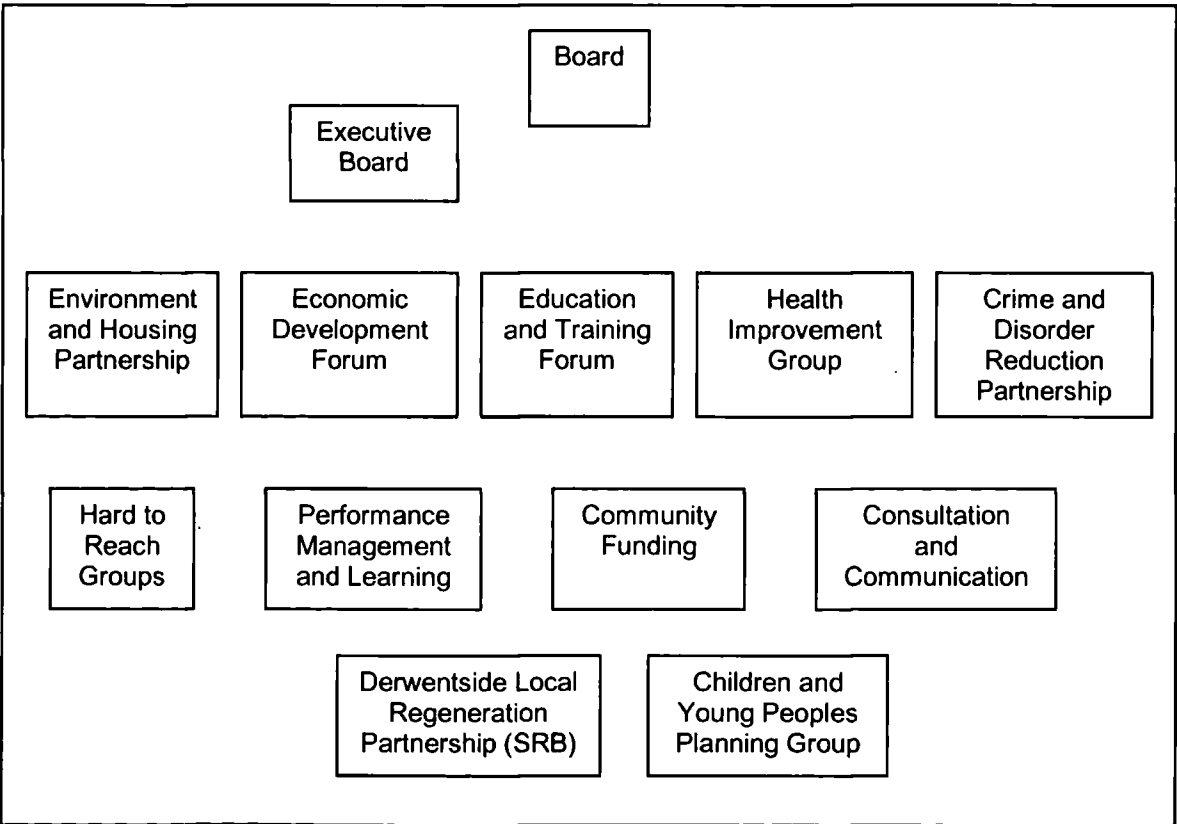 Board
Executive
Board
Environment
and Housing
Partnership
Economic
Development
Forum
Education
and Training
Forum
Health
Improvement
Group
Crime and
Disorder
Reduction
Partnership
Hard to
Reach
Groups
Performance
Management
and Learning
Community
Funding
Consultation
and
Communication
Derwentside Local
Regeneration
Partnership (SRB)
Children and
Young Peoples
Planning Group